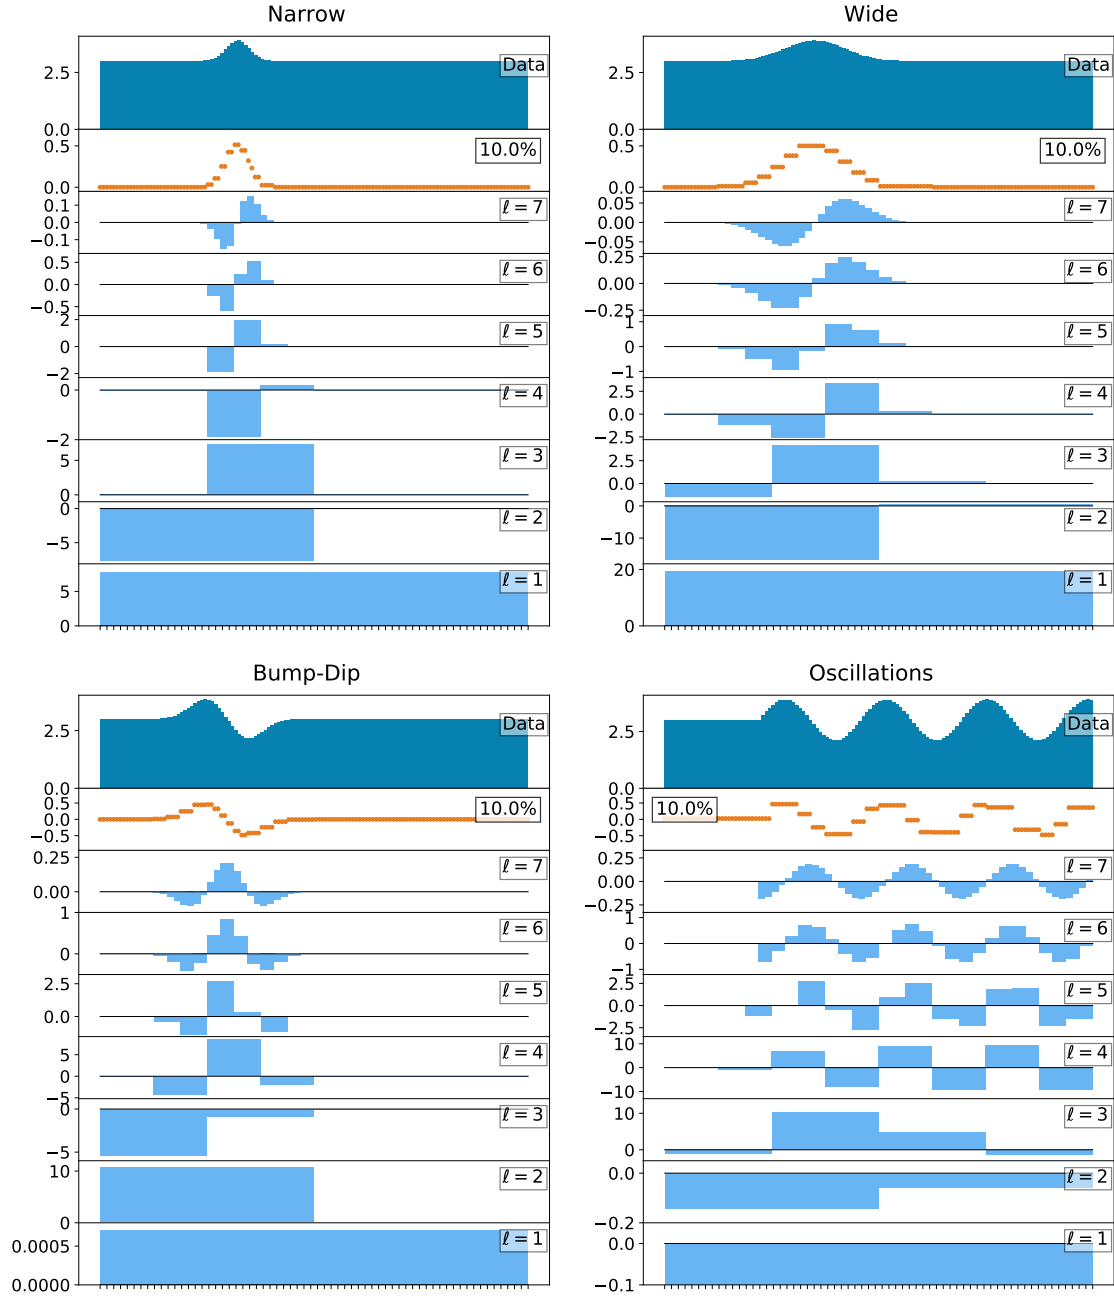 Narrow
2.5
0.0
Data
0.5
0.0
10.0%
0.1
0.0
−0.1
ℓ = 7
0.5
0.0
−0.5
ℓ = 6
2
0
−2
ℓ = 5
0
−2
ℓ = 4
5
0
ℓ = 3
0
−5
ℓ = 2
5
0
ℓ = 1
Wide
2.5
0.0
Data
0.5
0.0
10.0%
0.05
0.00
−0.05
ℓ = 7
0.25
0.00
−0.25
ℓ = 6
1
0
−1
ℓ = 5
2.5
0.0
−2.5
ℓ = 4
2.5
0.0
ℓ = 3
0
−10
ℓ = 2
20
0
ℓ = 1
Bump-Dip
2.5
0.0
Data
0.5
0.0
−0.5
10.0%
0.25
0.00
ℓ = 7
1
0
ℓ = 6
2.5
0.0
ℓ = 5
5
0
−5
ℓ = 4
0
−5
ℓ = 3
10
0
ℓ = 2
0.0005
0.0000
ℓ = 1
Oscillations
2.5
0.0
Data
0.5
0.0
−0.5
10.0%
0.25
0.00
−0.25
ℓ = 7
1
0
−1
ℓ = 6
2.5
0.0
−2.5
ℓ = 5
10
0
−10
ℓ = 4
10
0
ℓ = 3
0.0
−0.2
ℓ = 2
0.0
−0.1
ℓ = 1